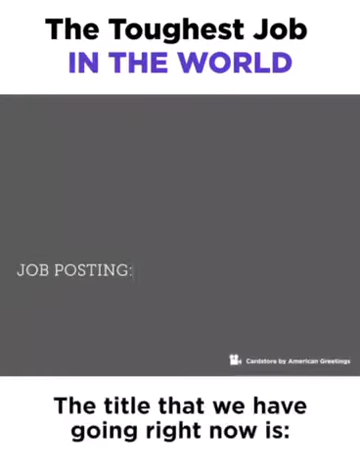 The Toughest Job
IN THE WORLD
JOB POSTING:
Cardstore by American Greetings
The title that we have
going right now is: